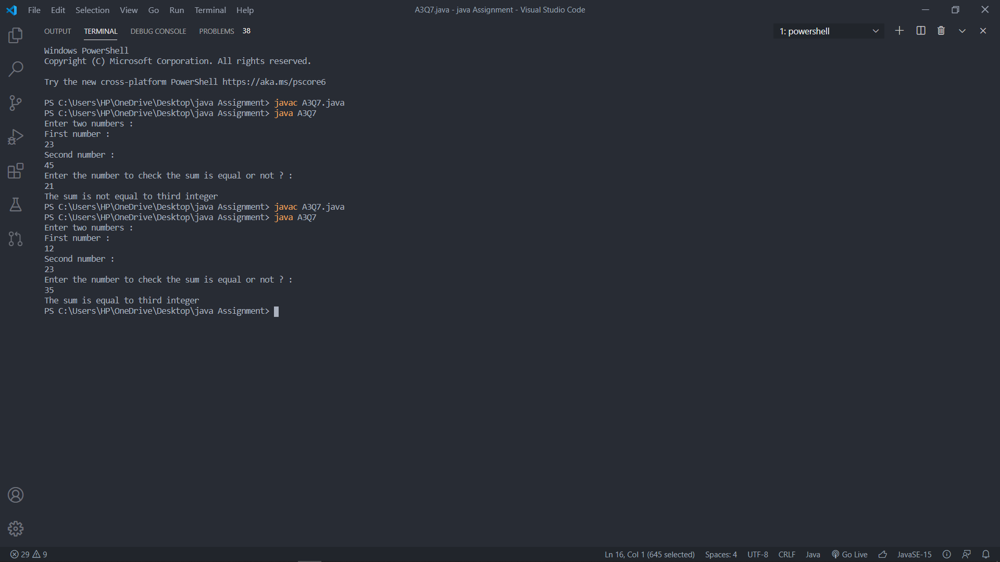 File Edit Selection View Go Run Terminal Help A3Q7.java - java Assignment - Visual Studio Code
OUTPUT TERMINAL DEBUG CONSOLE PROBLEMS 38 1: powershell
Windows PowerShell
Copyright (C) Microsoft Corporation. All rights reserved.
Try the new cross-platform PowerShell https://aka.ms/pscore6
PS C:\Users\HP\OneDrive\Desktop\java Assignment> javac A3Q7.java
PS C:\Users\HP\OneDrive\Desktop\java Assignment> java A3Q7
Enter two numbers :
First number :
23
Second number :
45
Enter the number to check the sum is equal or not ? :
21
The sum is not equal to third integer
PS C:\Users\HP\OneDrive\Desktop\java Assignment> javac A3Q7.java
PS C:\Users\HP\OneDrive\Desktop\java Assignment> java A3Q7
Enter two numbers :
First number :
12
Second number :
23
Enter the number to check the sum is equal or not ? :
35
The sum is equal to third integer
PS C:\Users\HP\OneDrive\Desktop\java Assignment>
29 9 Ln 16, Col 1 (645 selected) Spaces: 4 UTF-8 CRLF Java Go Live JavaSE-15